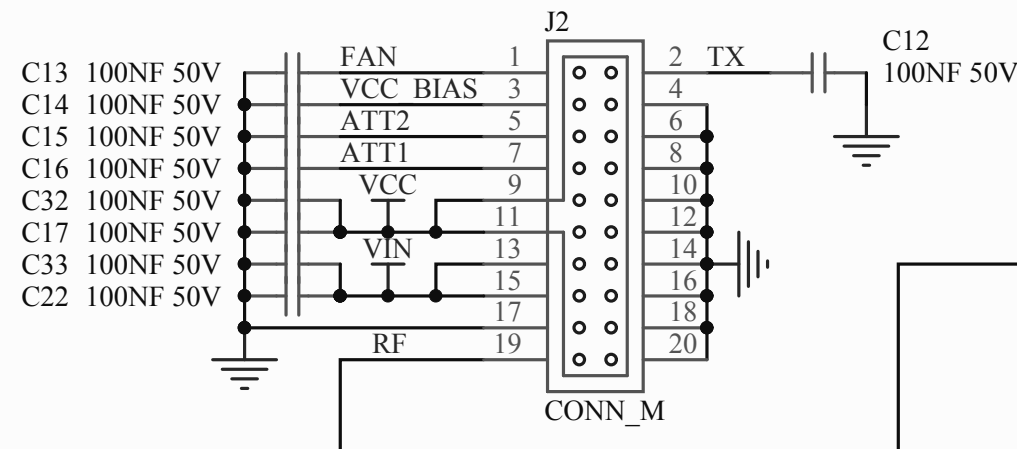 J2
C12
100NF 50V
C13 100NF 50V FAN 1 2 TX
C14 100NF 50V VCC BIAS 3 4
C15 100NF 50V ATT2 5 6
C16 100NF 50V ATT1 7 8
C32 100NF 50V VCC 9 10
C17 100NF 50V 11 12
C33 100NF 50V VIN 13 14
C22 100NF 50V 15 16
17 18
RF 19 20
CONN_M